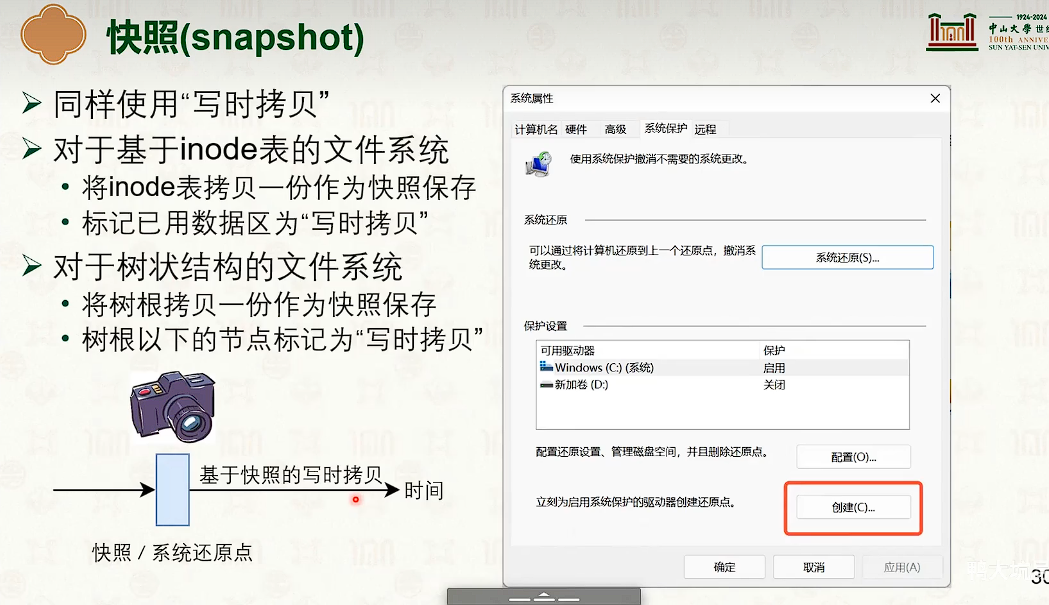 快照(snapshot)
1924-2024
中山大學 世紀
100th ANNIVE
SUN YAT-SEN UNIV
同样使用“写时拷贝”
对于基于inode表的文件系统
将inode表拷贝一份作为快照保存
标记已用数据区为“写时拷贝”
对于树状结构的文件系统
将树根拷贝一份作为快照保存
树根以下的节点标记为“写时拷贝”
基于快照的写时拷贝
时间
快照 / 系统还原点
系统属性
计算机名 硬件 高级 系统保护 远程
使用系统保护撤消不需要的系统更改。
系统还原
可以通过将计算机还原到上一个还原点，撤消系
统更改。
系统还原(S)...
保护设置
可用驱动器 保护
Windows (C:) (系统) 启用
新加卷 (D:) 关闭
配置还原设置、管理磁盘空间，并且删除还原点。
配置(O)...
立刻为启用系统保护的驱动器创建还原点。
创建(C)...
确定 取消 应用(A)
30